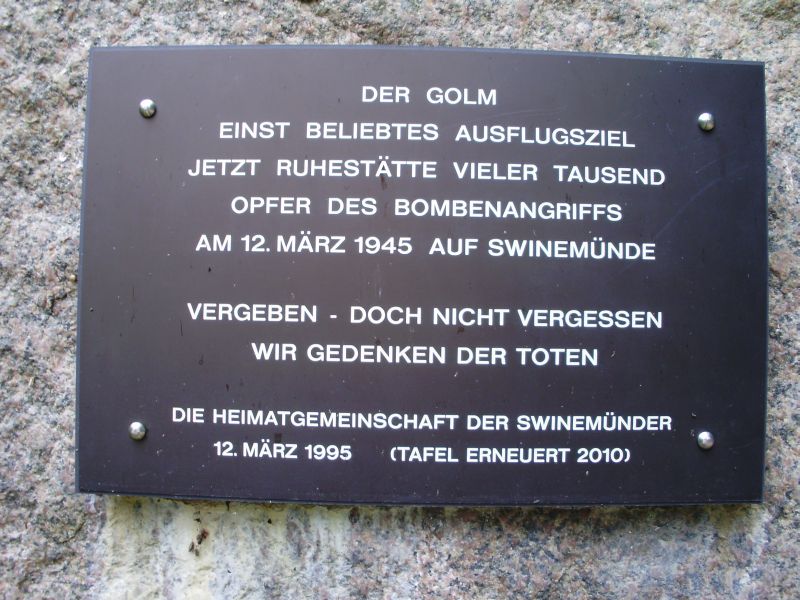 DER GOLM
EINST BELIEBTES AUSFLUGSZIEL
JETZT RUHESTÄTTE VIELER TAUSEND
OPFER DES BOMBENANGRIFFS
AM 12. MÄRZ 1945 AUF SWINEMÜNDE
VERGEBEN - DOCH NICHT VERGESSEN
WIR GEDENKEN DER TOTEN
DIE HEIMATGEMEINSCHAFT DER SWINEMÜNDER
12. MÄRZ 1995 (TAFEL ERNEUERT 2010)